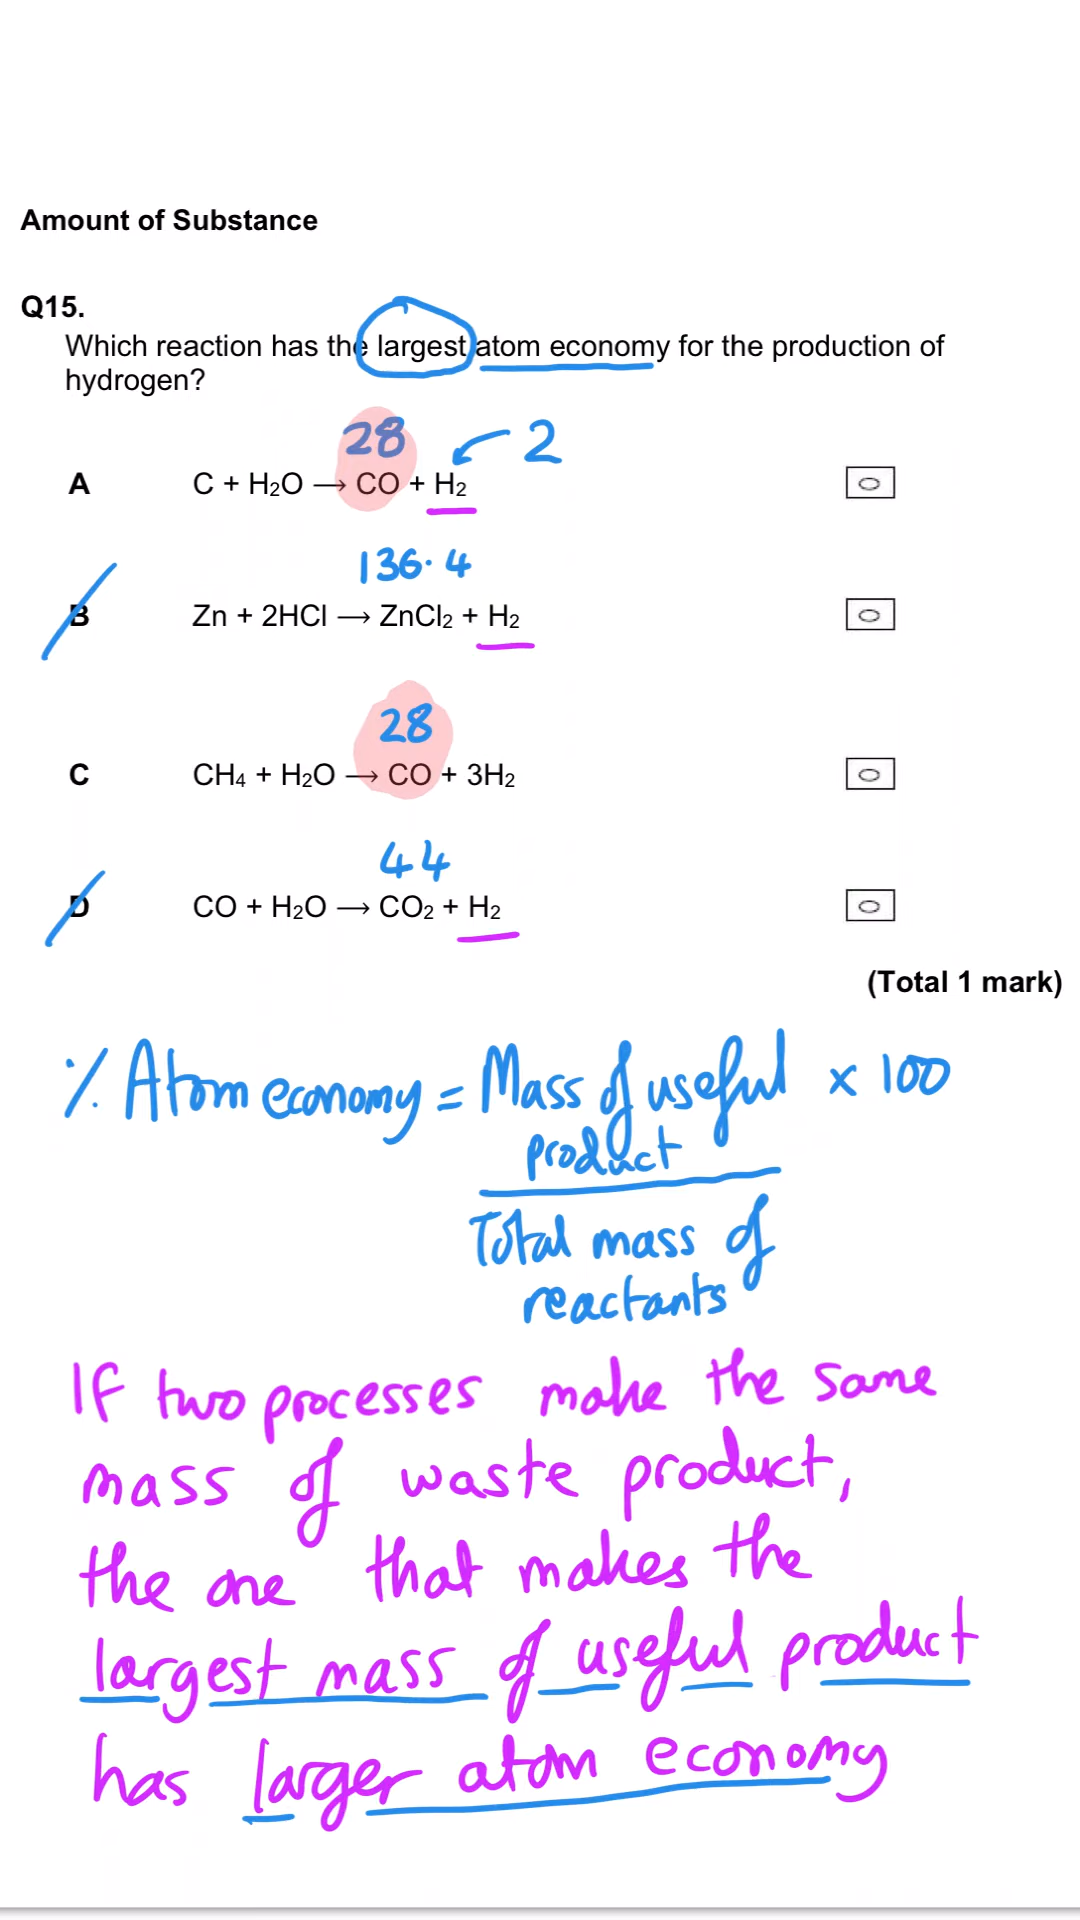 Amount of Substance
Q15.
Which reaction has the largest atom economy for the production of
hydrogen?
28 2
A C + H₂O ⟶ CO + H₂
136.4
B Zn + 2HCl ⟶ ZnCl₂ + H₂
28
C CH₄ + H₂O ⟶ CO + 3H₂
44
D CO + H₂O ⟶ CO₂ + H₂
(Total 1 mark)
% Atom economy = Mass of useful × 100
product
Total mass of
reactants
If two processes make the same
mass of waste product,
the one that makes the
largest mass of useful product
has larger atom economy